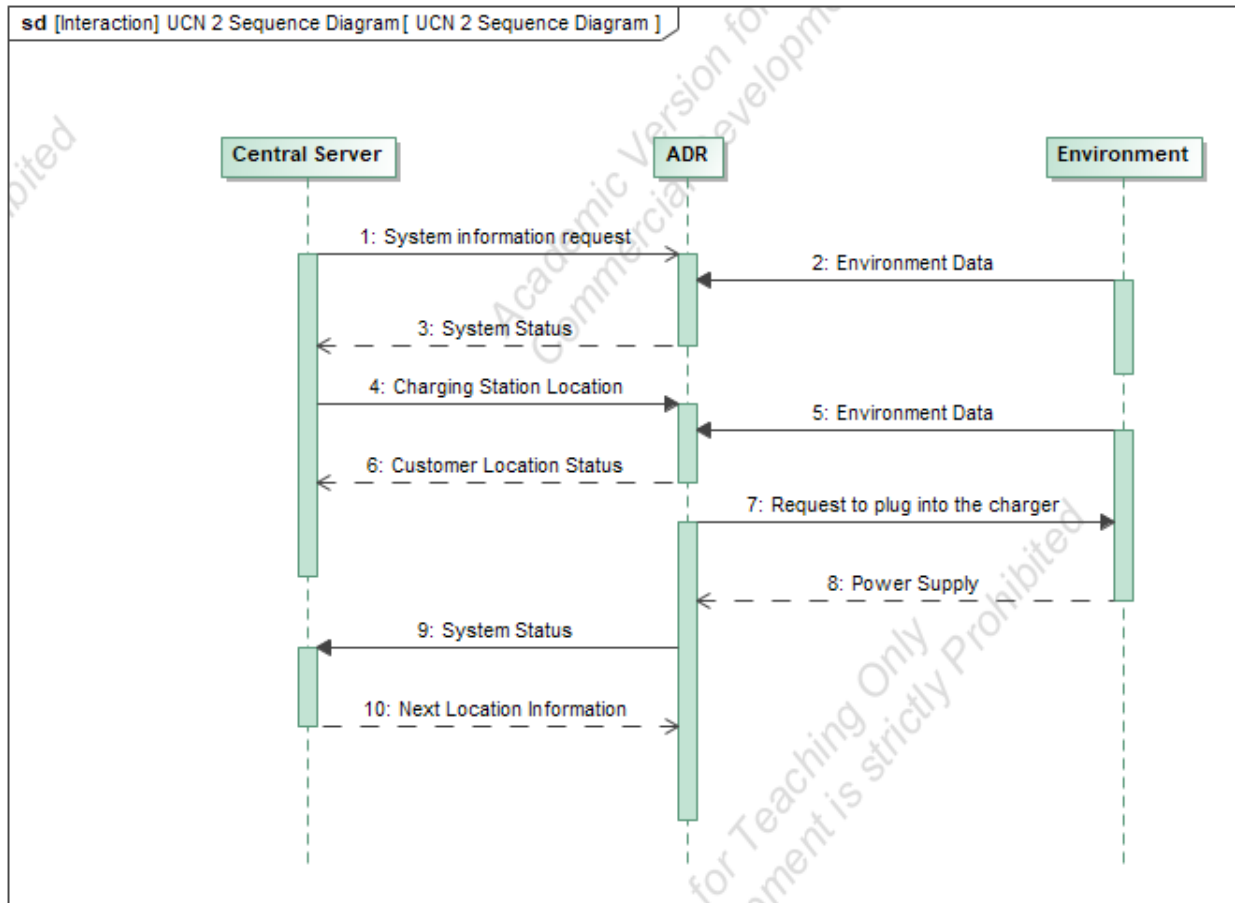 sd [Interaction] UCN 2 Sequence Diagram[ UCN 2 Sequence Diagram ]
Central Server
ADR
Environment
1: System information request
2: Environment Data
3: System Status
4: Charging Station Location
5: Environment Data
6: Customer Location Status
7: Request to plug into the charger
8: Power Supply
9: System Status
10: Next Location Information
Academic Version for
Commercial Development
for Teaching Only
is strictly Prohibited